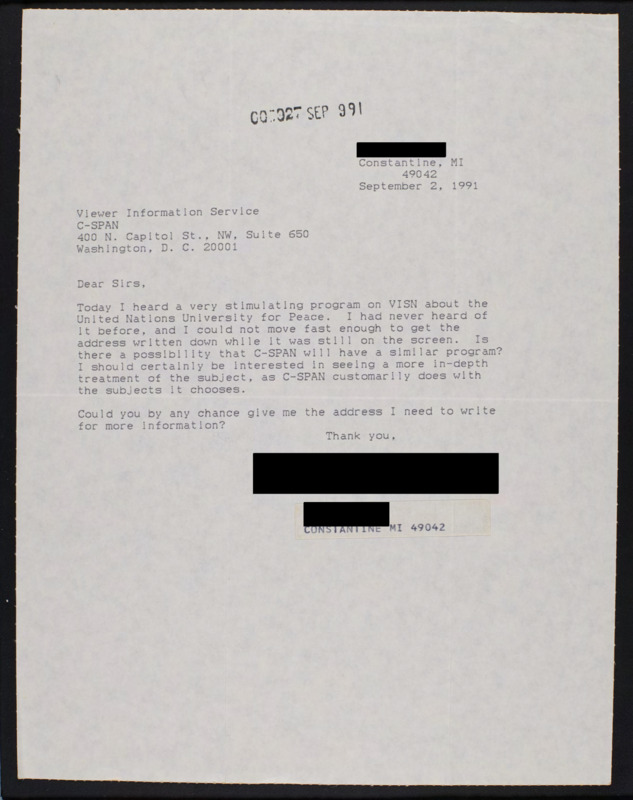 SEP 991
Constantine, MI
49042
September 2, 1991
Viewer Information Service
C-SPAN
400 N. Capitol St., NW, Suite 650
Washington, D. C. 20001
Dear Sirs,
Today I heard a very stimulating program on VISN about the
United Nations University for Peace. I had never heard of
it before, and I could not move fast enough to get the
address written down while it was still on the screen. Is
there a possibility that C-SPAN will have a similar program?
I should certainly be interested in seeing a more in-depth
treatment of the subject, as C-SPAN customarily does with
the subjects it chooses.
Could you by any chance give me the address I need to write
for more information?
Thank you,
CONSTANTINE MI 49042